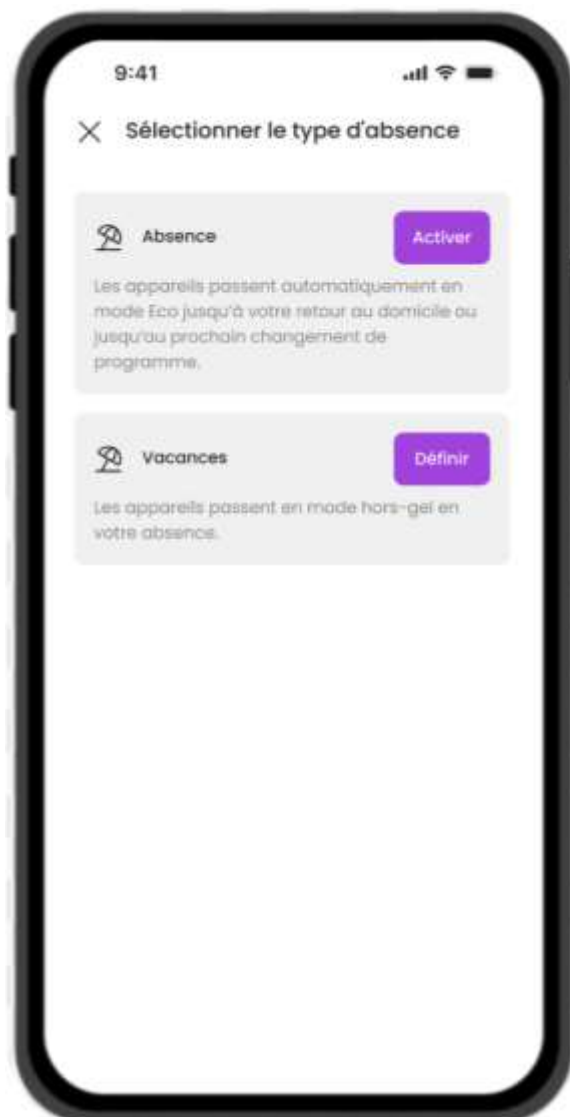 9:41
Sélectionner le type d'absence
Absence
Activer
Les appareils passent automatiquement en
mode Eco jusqu'à votre retour au domicile ou
jusqu'au prochain changement de
programme.
Vacances
Définir
Les appareils passent en mode hors-gel en
votre absence.